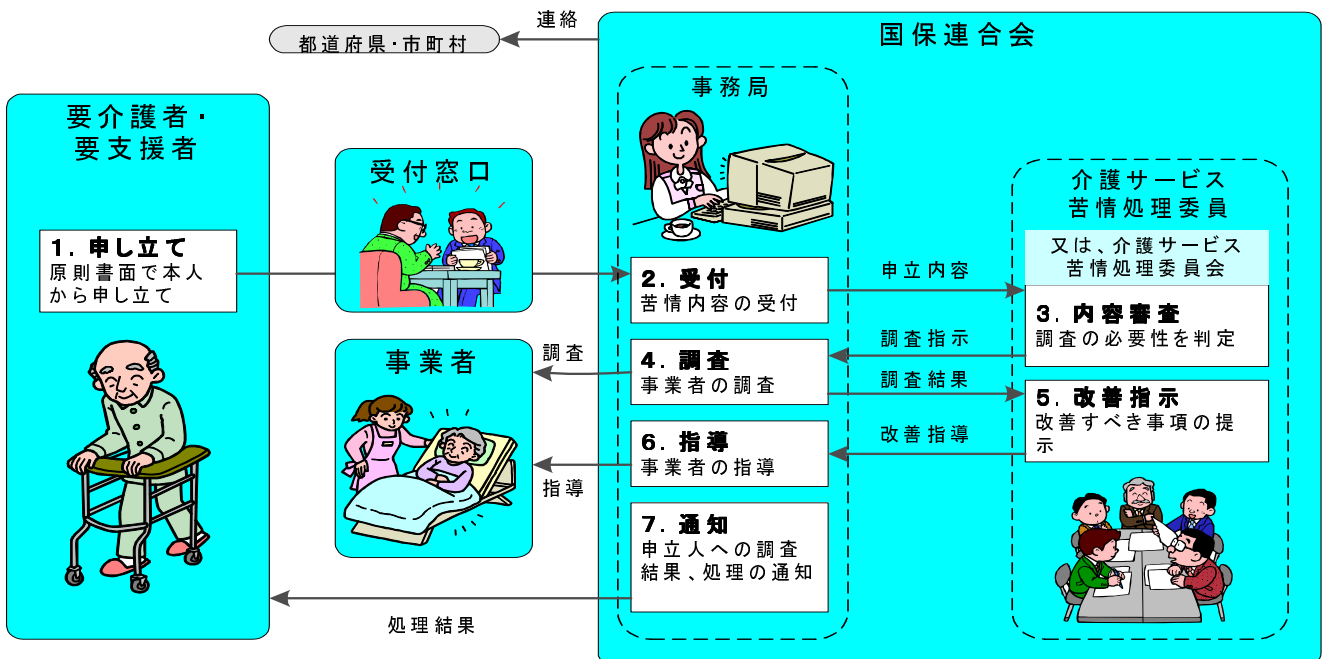 連絡
都道府県・市町村
国保連合会
要介護者・
要支援者
1. 申し立て
原則書面で本人
から申し立て
受付窓口
事業者
調査
指導
事務局
2. 受付
苦情内容の受付
4. 調査
事業者の調査
6. 指導
事業者の指導
7. 通知
申立人への調査
結果、処理の通知
処理結果
申立内容
調査指示
調査結果
改善指導
介護サービス
苦情処理委員
又は、介護サービス
苦情処理委員会
3. 内容審査
調査の必要性を判定
5. 改善指示
改善すべき事項の提
示